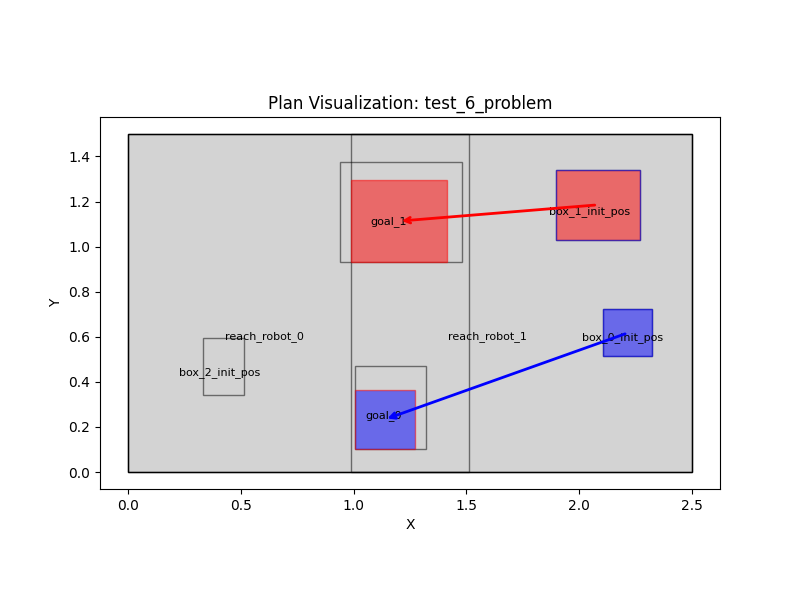 Plan Visualization: test_6_problem
1.4
1.2
1.0
0.8
0.6
0.4
0.2
0.0
Y
goal_1
box_1_init_pos
reach_robot_0
reach_robot_1
box_0_init_pos
box_2_init_pos
goal_0
0.0 0.5 1.0 1.5 2.0 2.5
X